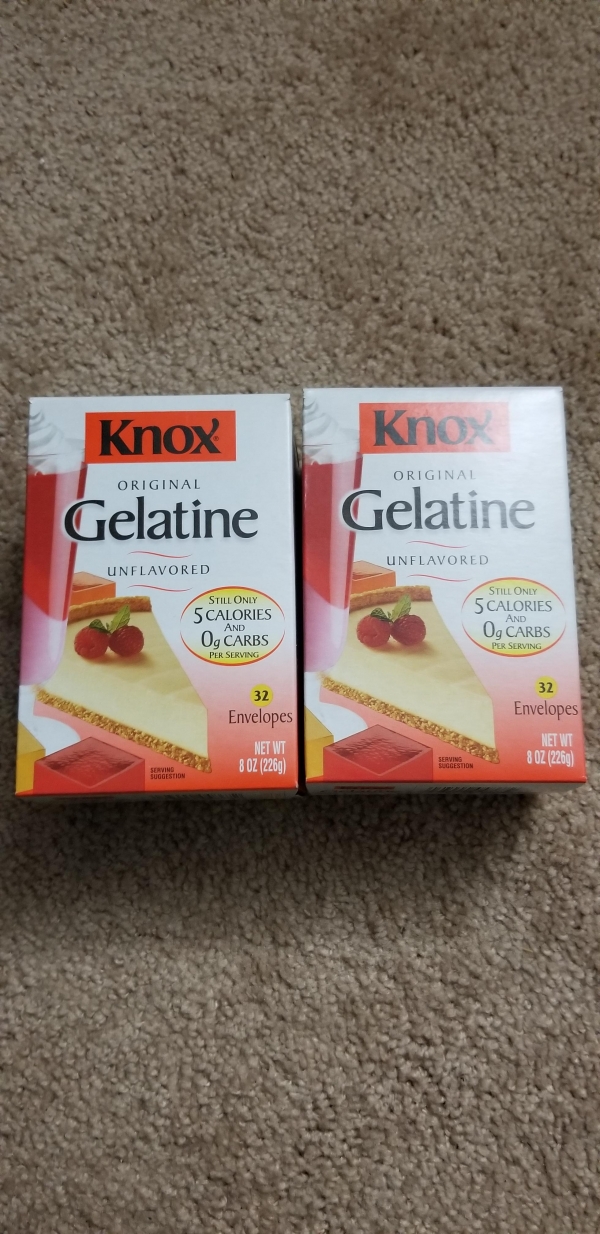 Knox®
ORIGINAL
Gelatine
UNFLAVORED
STILL ONLY
5 CALORIES
AND
0g CARBS
PER SERVING
32
Envelopes
NET WT
8 OZ (226g)
SERVING
SUGGESTION
Knox
ORIGINAL
Gelatine
UNFLAVORED
STILL ONLY
5 CALORIES
AND
0g CARBS
PER SERVING
32
Envelopes
NET WT
8 OZ (226g)
SERVING
SUGGESTION